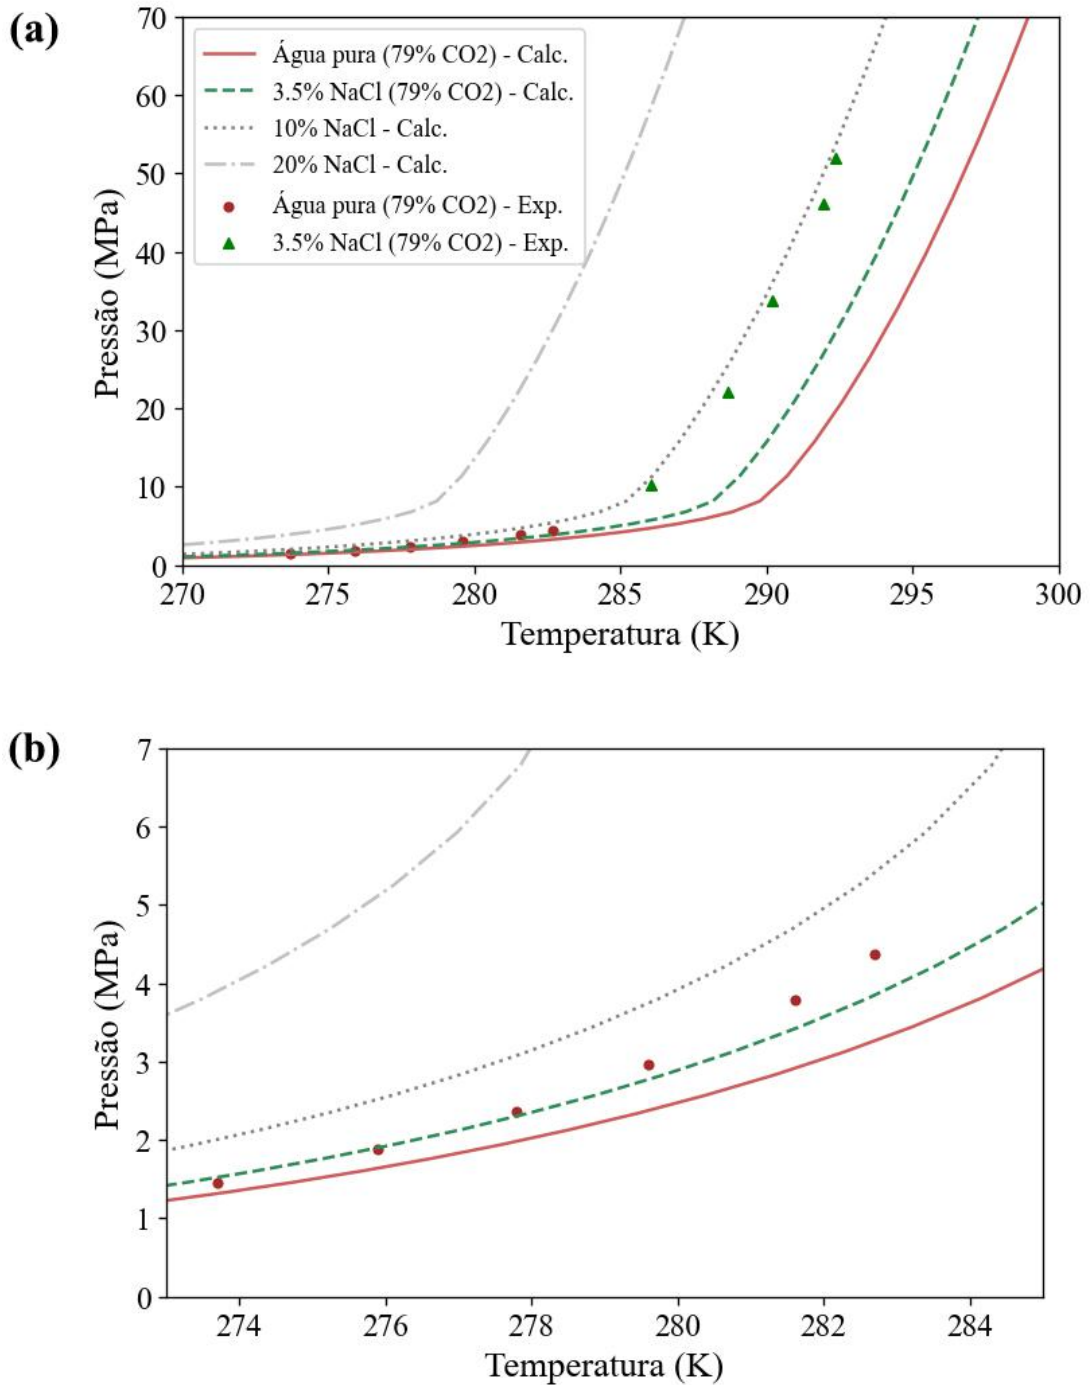 (a)
70
60
50
40
30
20
10
0
Pressão (MPa)
Água pura (79% CO2) - Calc.
3.5% NaCl (79% CO2) - Calc.
10% NaCl - Calc.
20% NaCl - Calc.
Água pura (79% CO2) - Exp.
3.5% NaCl (79% CO2) - Exp.
270 275 280 285 290 295 300
Temperatura (K)
(b)
7
6
5
4
3
2
1
0
Pressão (MPa)
274 276 278 280 282 284
Temperatura (K)